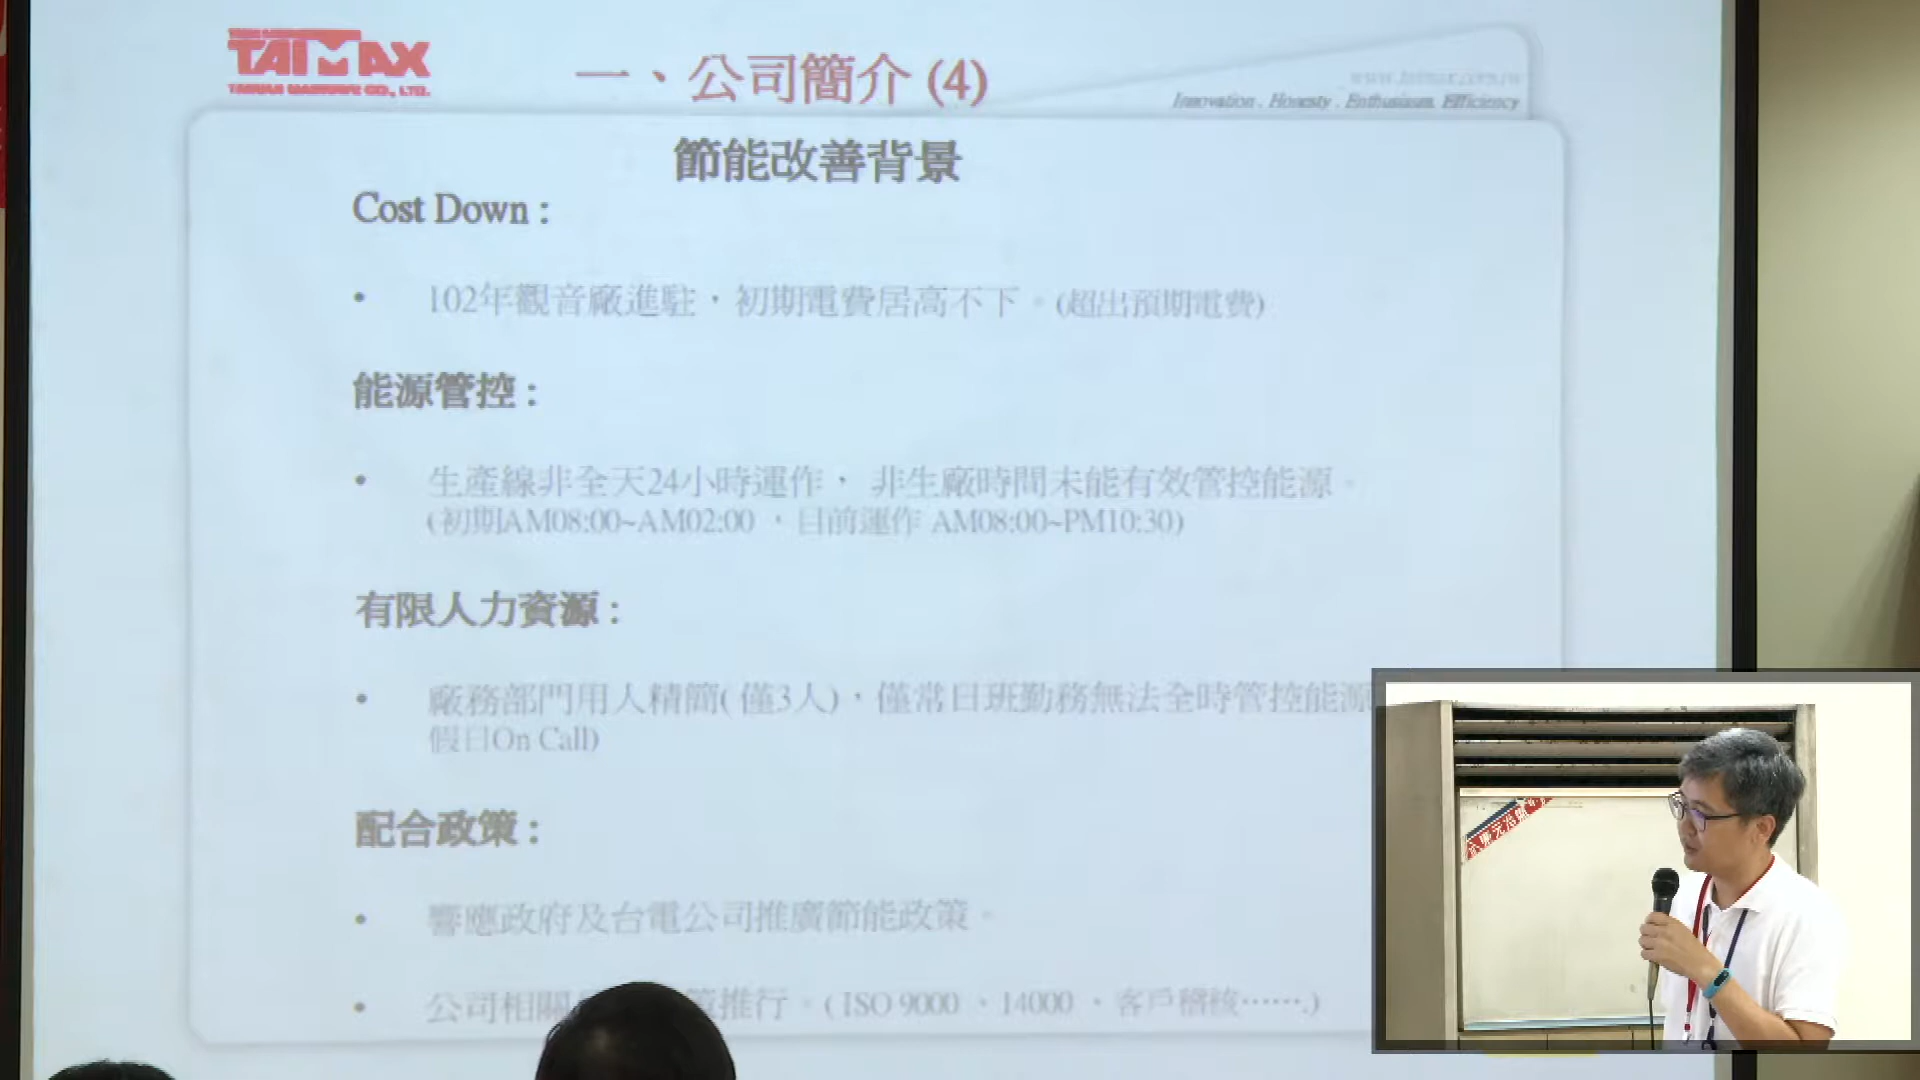 TAIMAX
TAIWAN MAXWAVE CO., LTD.
一、公司簡介 (4)
Innovation . Honesty . Enthusiasm. Efficiency
節能改善背景
Cost Down :
• 102年觀音廠進駐，初期電費居高不下。(超出預期電費)
能源管控 :
• 生產線非全天24小時運作， 非生廠時間未能有效管控能源。
(初期AM08:00~AM02:00 ，目前運作 AM08:00~PM10:30)
有限人力資源 :
• 廠務部門用人精簡( 僅3人)，僅常日班勤務無法全時管控能源
假日On Call)
配合政策 :
• 響應政府及台電公司推廣節能政策。
• 公司相關 推行。( ISO 9000 、14000 、客戶稽核…….)